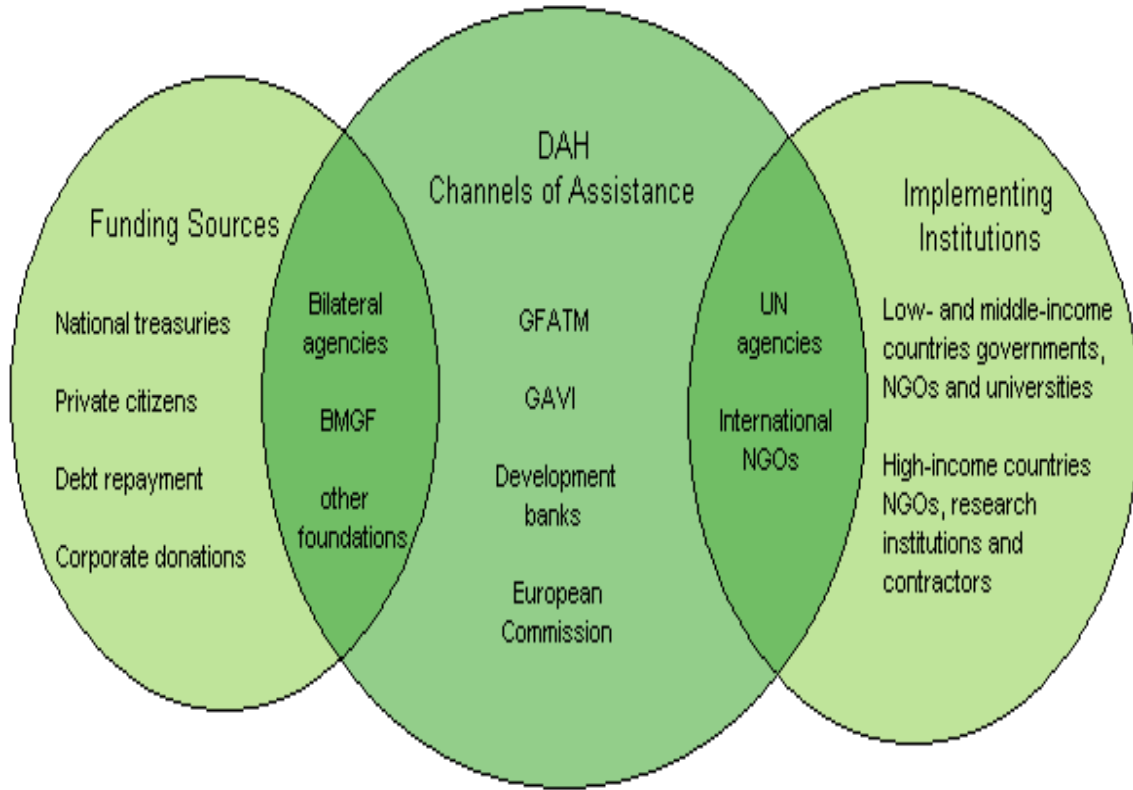 Funding Sources
National treasuries
Private citizens
Debt repayment
Corporate donations
Bilateral
agencies
BMGF
other
foundations
DAH
Channels of Assistance
GFATM
GAVI
Development
banks
European
Commission
UN
agencies
International
NGOs
Implementing
Institutions
Low- and middle-income
countries governments,
NGOs and universities
High-income countries
NGOs, research
institutions and
contractors